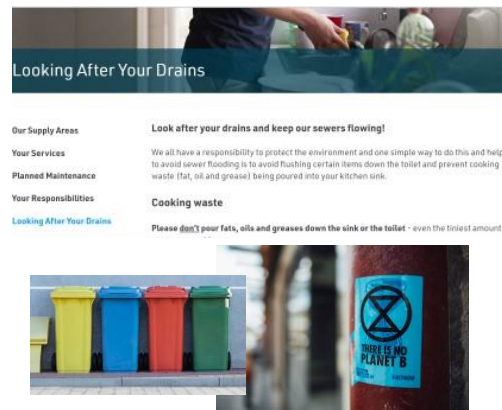 Looking After Your Drains
Our Supply Areas
Your Services
Planned Maintenance
Your Responsibilities
Looking After Your Drains
Look after your drains and keep our sewers flowing!
We all have a responsibility to protect the environment and one simple way to do this and help
to avoid sewer flooding is to avoid flushing certain items down the toilet and prevent cooking
waste (fat, oil and grease) being poured into your kitchen sink.
Cooking waste
Please don't pour fats, oils and greases down the sink or the toilet - even the tiniest amount
THERE IS NO
PLANET B